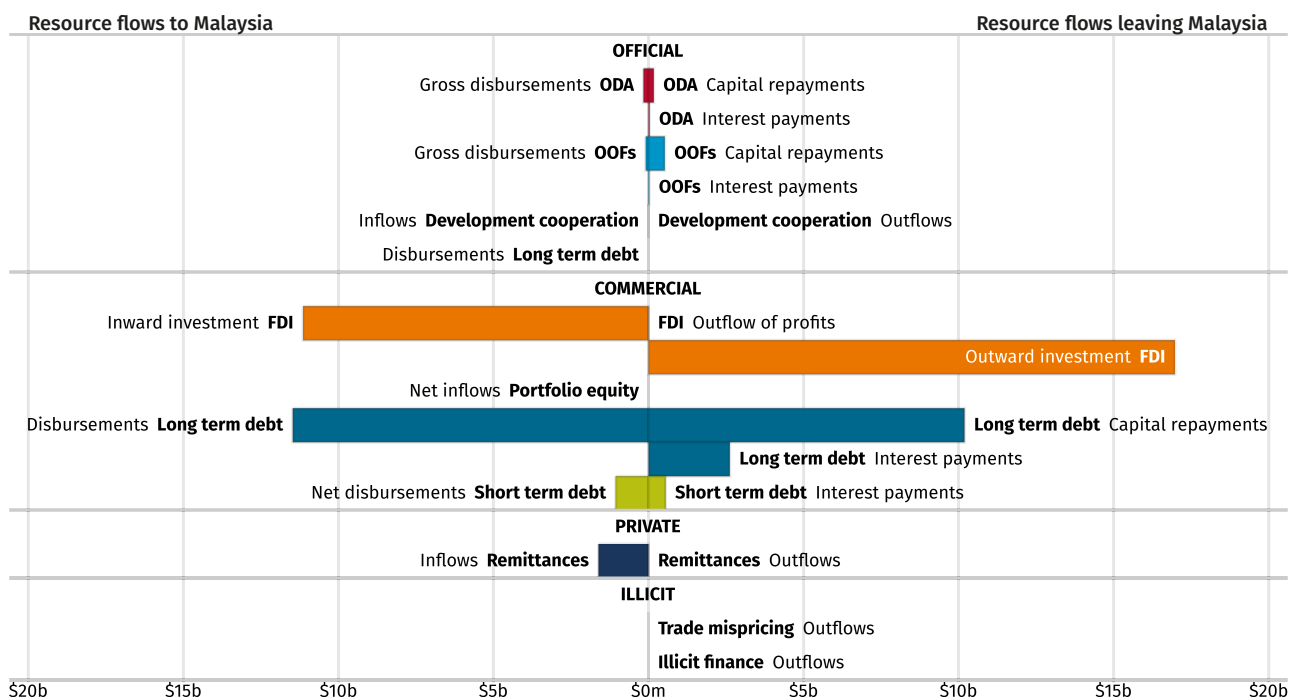 Resource flows to Malaysia Resource flows leaving Malaysia
OFFICIAL
Gross disbursements ODA ODA Capital repayments
ODA Interest payments
Gross disbursements OOFs OOFs Capital repayments
OOFs Interest payments
Inflows Development cooperation Development cooperation Outflows
Disbursements Long term debt
COMMERCIAL
Inward investment FDI FDI Outflow of profits
Outward investment FDI
Net inflows Portfolio equity
Disbursements Long term debt Long term debt Capital repayments
Long term debt Interest payments
Net disbursements Short term debt Short term debt Interest payments
PRIVATE
Inflows Remittances Remittances Outflows
ILLICIT
Trade mispricing Outflows
Illicit finance Outflows
$20b $15b $10b $5b $0m $5b $10b $15b $20b